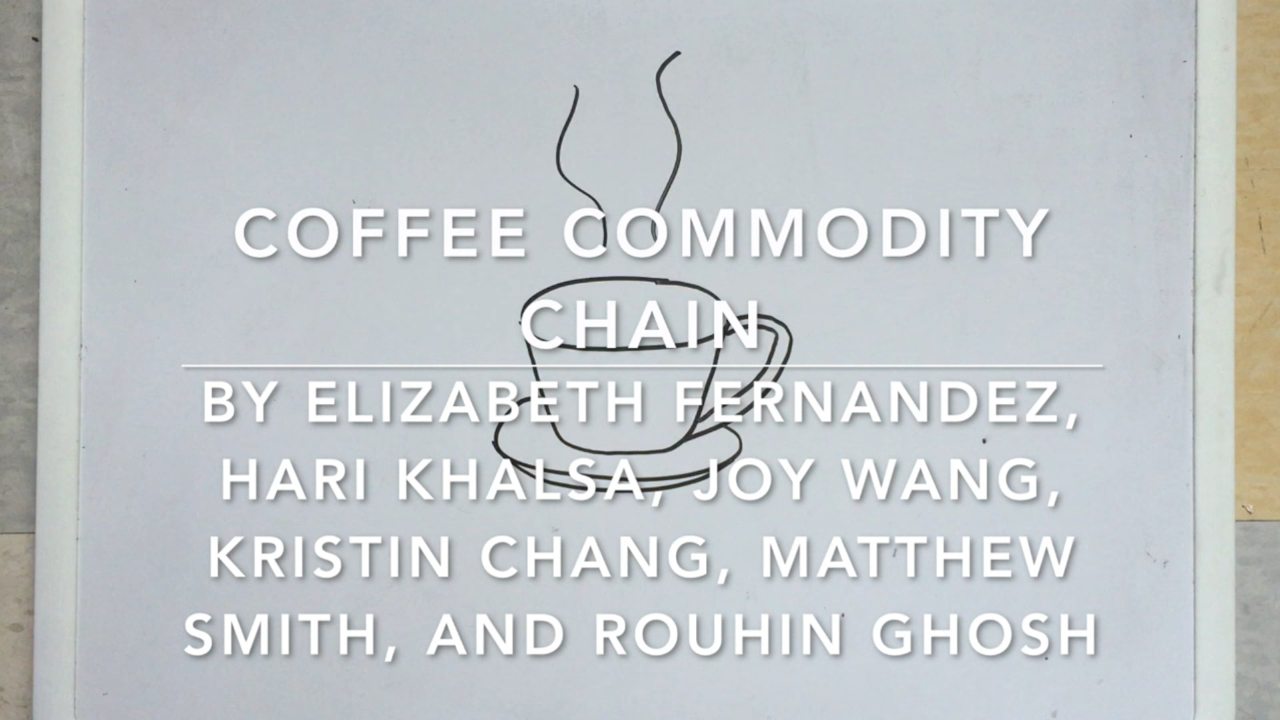 COFFEE COMMODITY
CHAIN
BY ELIZABETH FERNANDEZ,
HARI KHALSA, JOY WANG,
KRISTIN CHANG, MATTHEW
SMITH, AND ROUHIN GHOSH